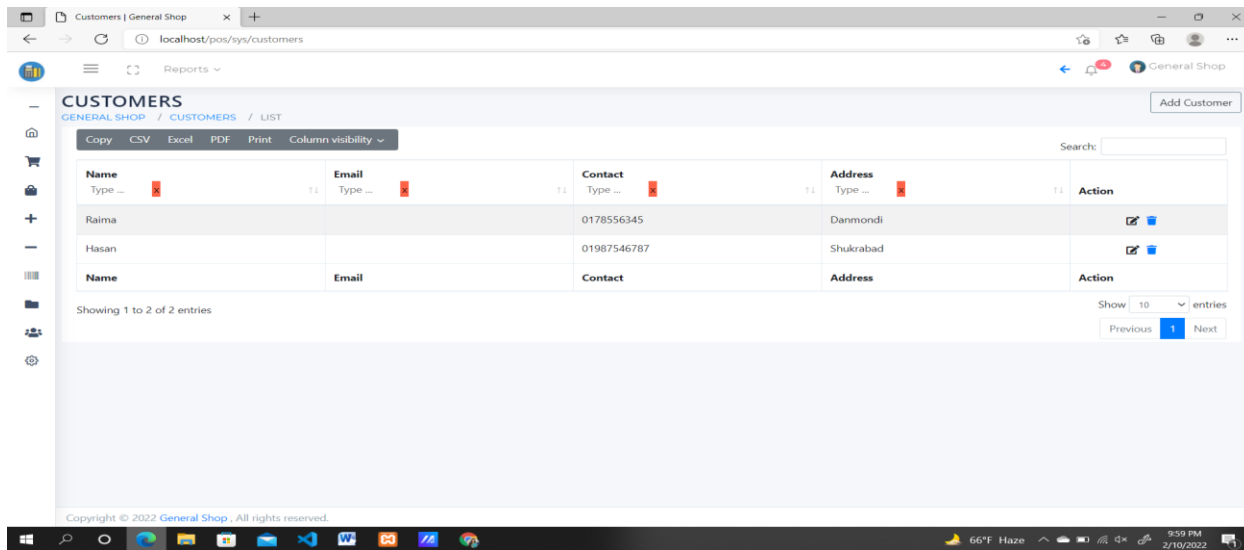 Customers | General Shop
localhost/pos/sys/customers
Reports
4
General Shop
CUSTOMERS
Add Customer
GENERAL SHOP / CUSTOMERS / LIST
Copy CSV Excel PDF Print Column visibility
Search:
Name Email Contact Address
Type ... x Type ... x Type ... x Type ... x Action
Raima 0178556345 Danmondi
Hasan 01987546787 Shukrabad
Name Email Contact Address Action
Showing 1 to 2 of 2 entries
Show 10 entries
Previous 1 Next
Copyright © 2022 General Shop , All rights reserved.
66°F Haze
9:59 PM
2/10/2022